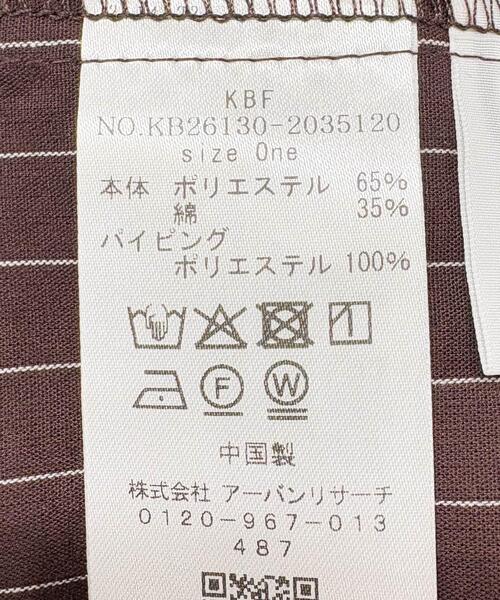 KBF
NO.KB26130-2035120
size One
本体 ポリエステル 65%
綿 35%
パイピング
ポリエステル 100%
F W
中国製
株式会社 アーバンリサーチ
0120-967-013
487